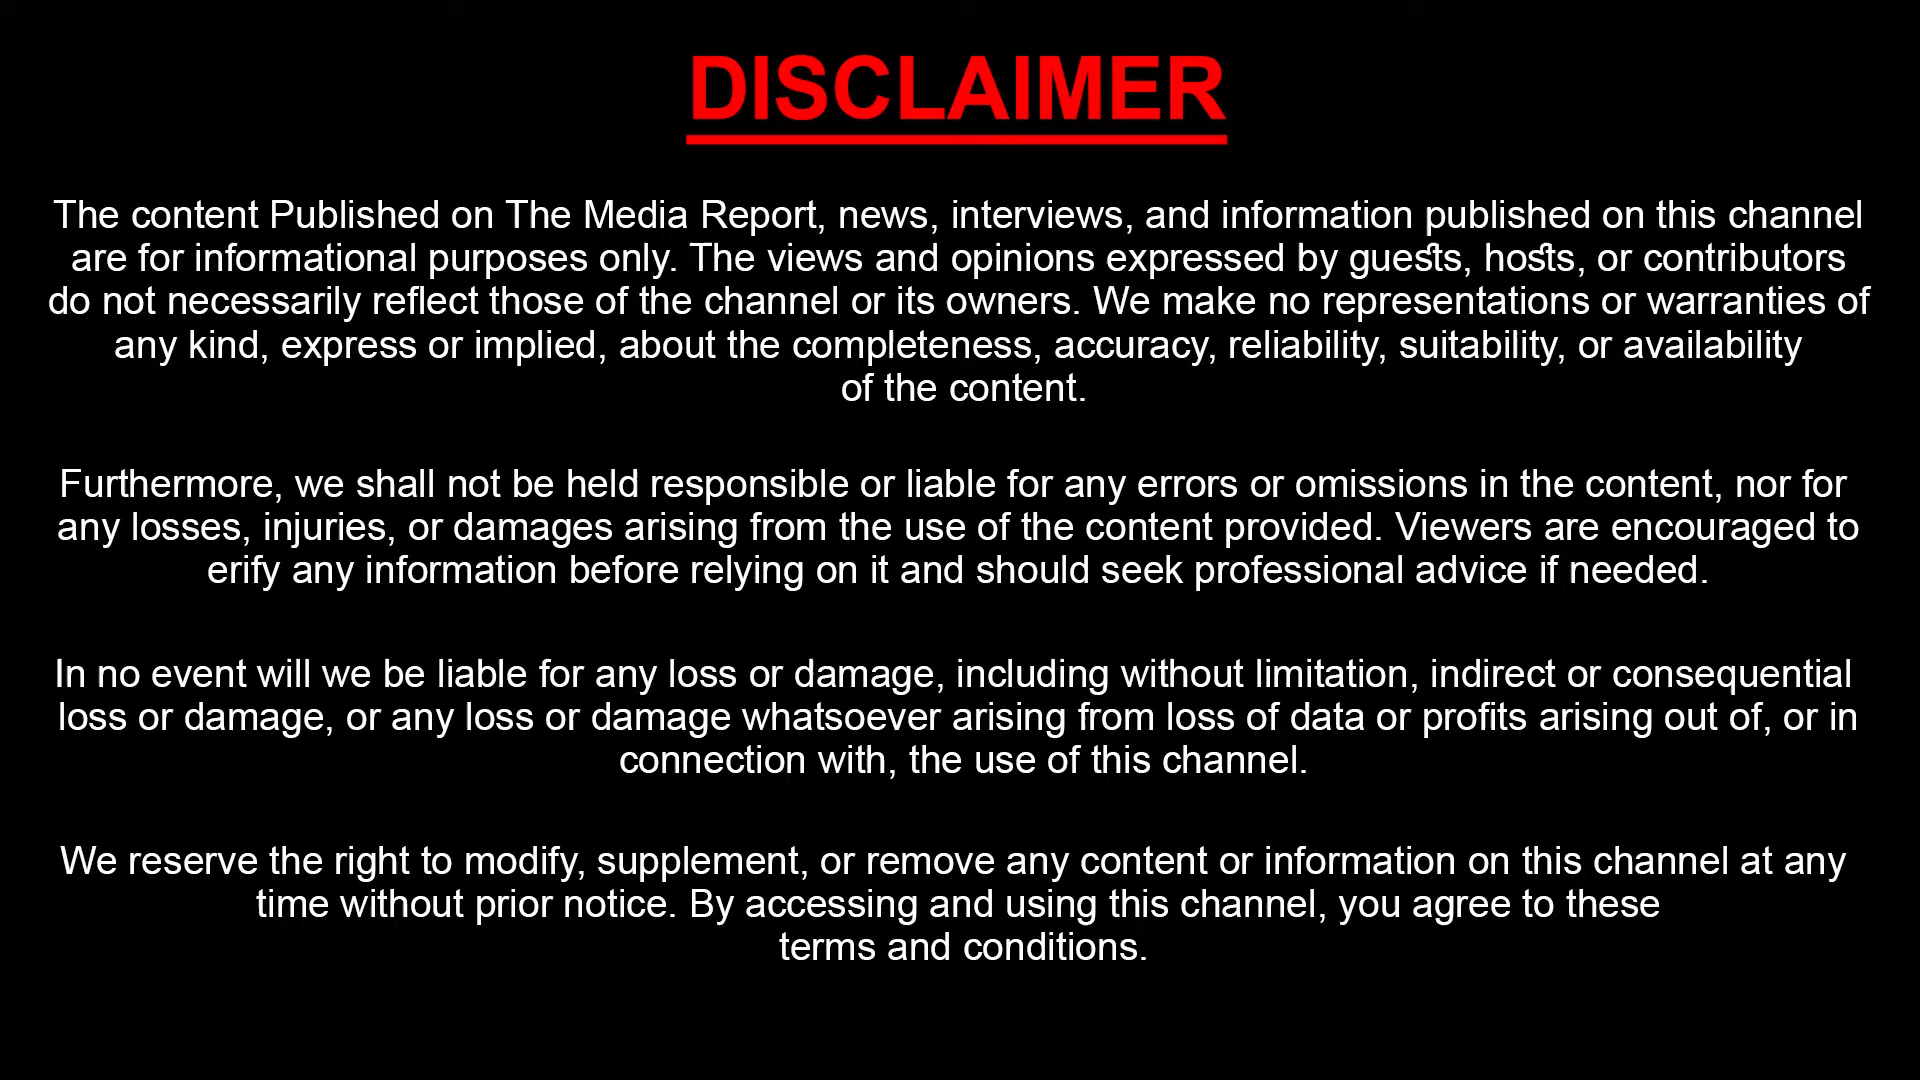 DISCLAIMER
The content Published on The Media Report, news, interviews, and information published on this channel
are for informational purposes only. The views and opinions expressed by guests, hosts, or contributors
do not necessarily reflect those of the channel or its owners. We make no representations or warranties of
any kind, express or implied, about the completeness, accuracy, reliability, suitability, or availability
of the content.
Furthermore, we shall not be held responsible or liable for any errors or omissions in the content, nor for
any losses, injuries, or damages arising from the use of the content provided. Viewers are encouraged to
erify any information before relying on it and should seek professional advice if needed.
In no event will we be liable for any loss or damage, including without limitation, indirect or consequential
loss or damage, or any loss or damage whatsoever arising from loss of data or profits arising out of, or in
connection with, the use of this channel.
We reserve the right to modify, supplement, or remove any content or information on this channel at any
time without prior notice. By accessing and using this channel, you agree to these
terms and conditions.